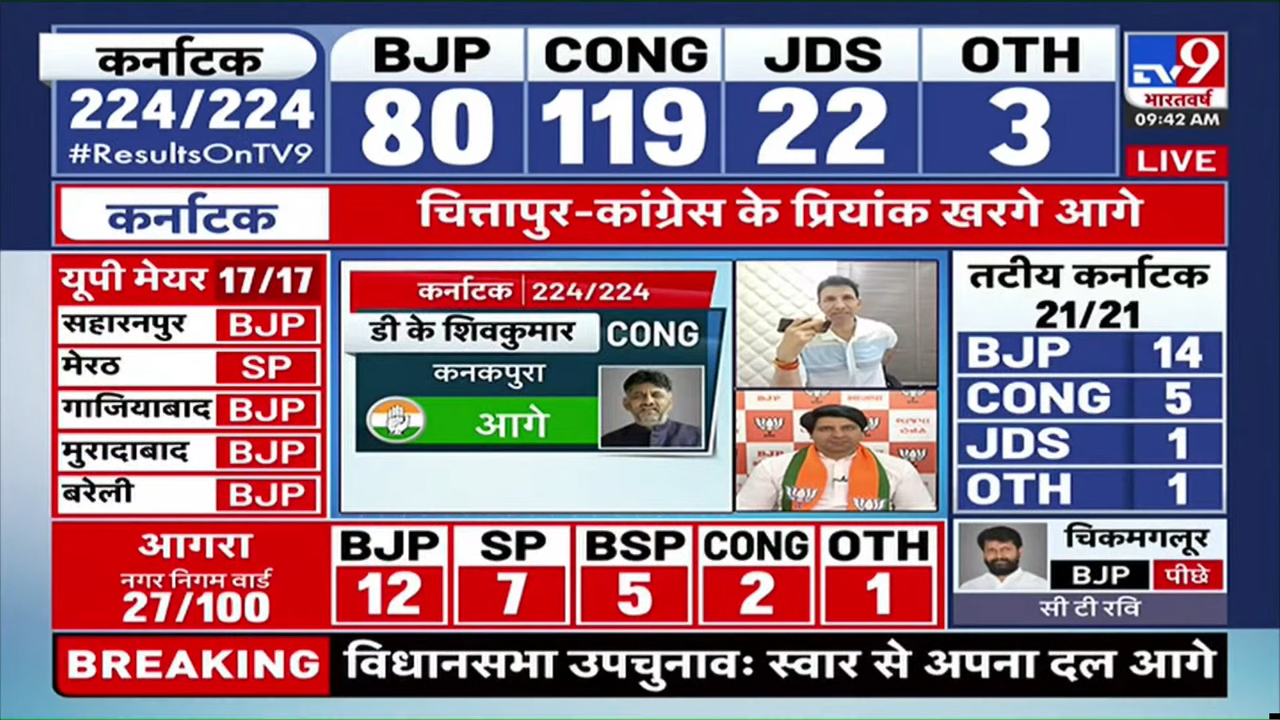 कर्नाटक
224/224
#ResultsOnTV9
BJP
80
CONG
119
JDS
22
OTH
3
TV9
भारतवर्ष
09:42 AM
LIVE
कर्नाटक
चित्तापुर-कांग्रेस के प्रियांक खरगे आगे
यूपी मेयर 17/17
सहारनपुर BJP
मेरठ SP
गाजियाबाद BJP
मुरादाबाद BJP
बरेली BJP
कर्नाटक 224/224
डी के शिवकुमार CONG
कनकपुरा
आगे
BJP
भाजपा
BJP
तटीय कर्नाटक
21/21
BJP 14
CONG 5
JDS 1
OTH 1
आगरा
नगर निगम वार्ड
27/100
BJP
12
SP
7
BSP
5
CONG
2
OTH
1
चिकमगलूर
BJP पीछे
सी टी रवि
BREAKING
विधानसभा उपचुनावः स्वार से अपना दल आगे